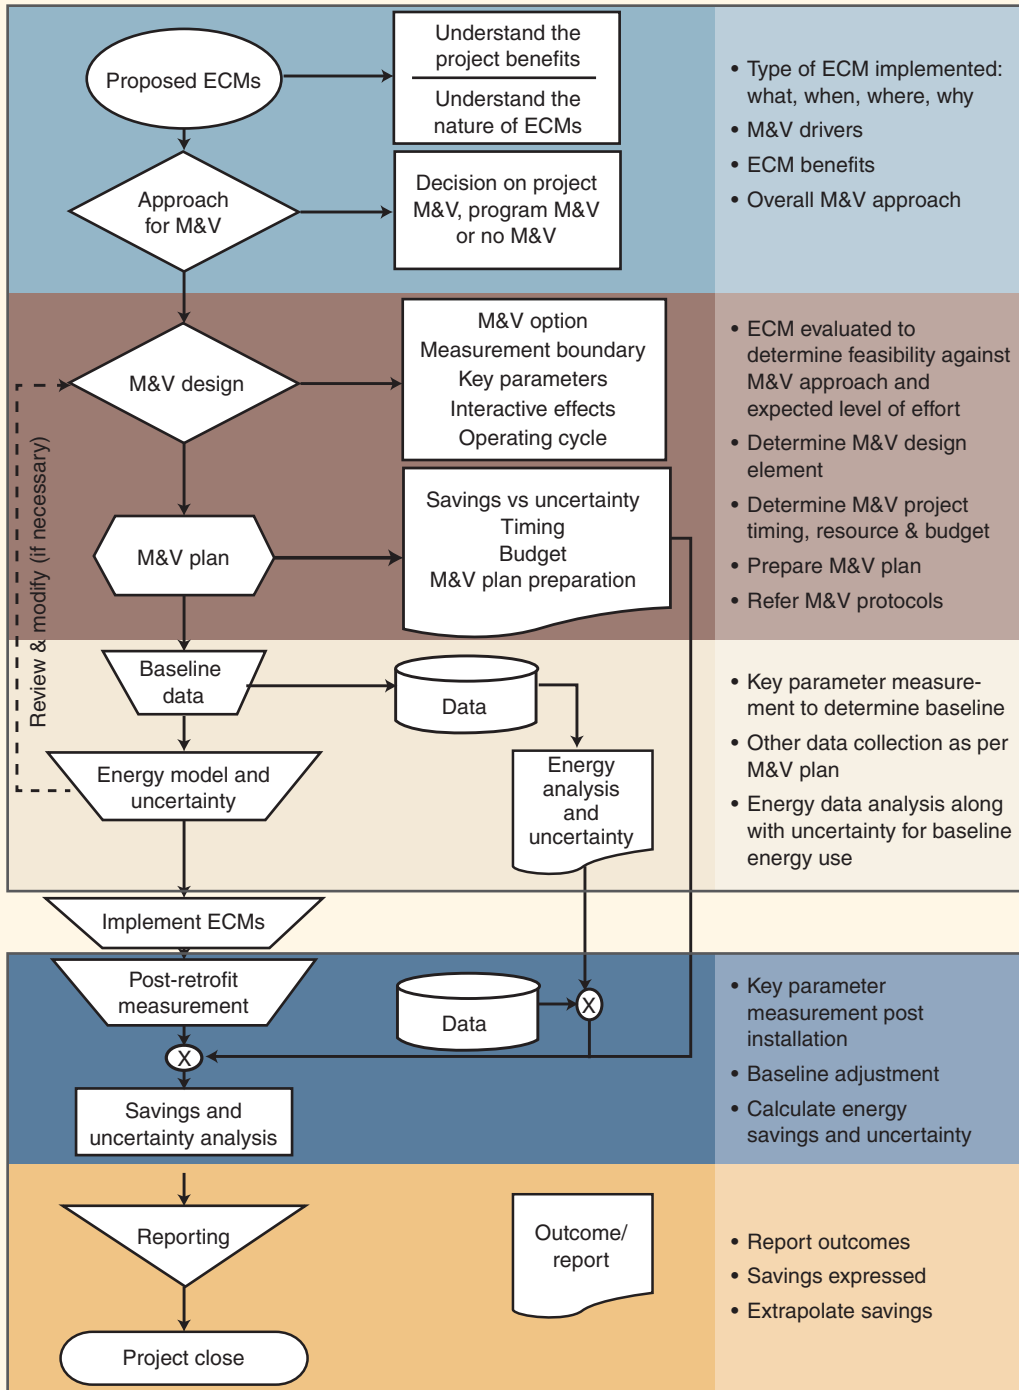 Proposed ECMs
Understand the
project benefits
Understand the
nature of ECMs
• Type of ECM implemented:
what, when, where, why
• M&V drivers
• ECM benefits
• Overall M&V approach
Approach
for M&V
Decision on project
M&V, program M&V
or no M&V
M&V design
M&V option
Measurement boundary
Key parameters
Interactive effects
Operating cycle
• ECM evaluated to
determine feasibility against
M&V approach and
expected level of effort
• Determine M&V design
element
• Determine M&V project
timing, resource & budget
• Prepare M&V plan
• Refer M&V protocols
M&V plan
Savings vs uncertainty
Timing
Budget
M&V plan preparation
Review & modify (if necessary)
Baseline
data
Data
Energy model and
uncertainty
Energy
analysis
and
uncertainty
• Key parameter measure-
ment to determine baseline
• Other data collection as per
M&V plan
• Energy data analysis along
with uncertainty for baseline
energy use
Implement ECMs
Post-retrofit
measurement
Data
X
X
Savings and
uncertainty analysis
• Key parameter
measurement post
installation
• Baseline adjustment
• Calculate energy
savings and uncertainty
Reporting
Outcome/
report
• Report outcomes
• Savings expressed
• Extrapolate savings
Project close